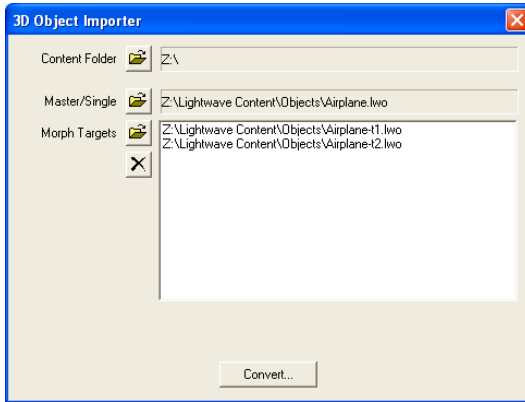 3D Object Importer
Content Folder Z:\
Master/Single Z:\Lightwave Content\Objects\Airplane.lwo
Morph Targets Z:\Lightwave Content\Objects\Airplane-t1.lwo
Z:\Lightwave Content\Objects\Airplane-t2.lwo
Convert...